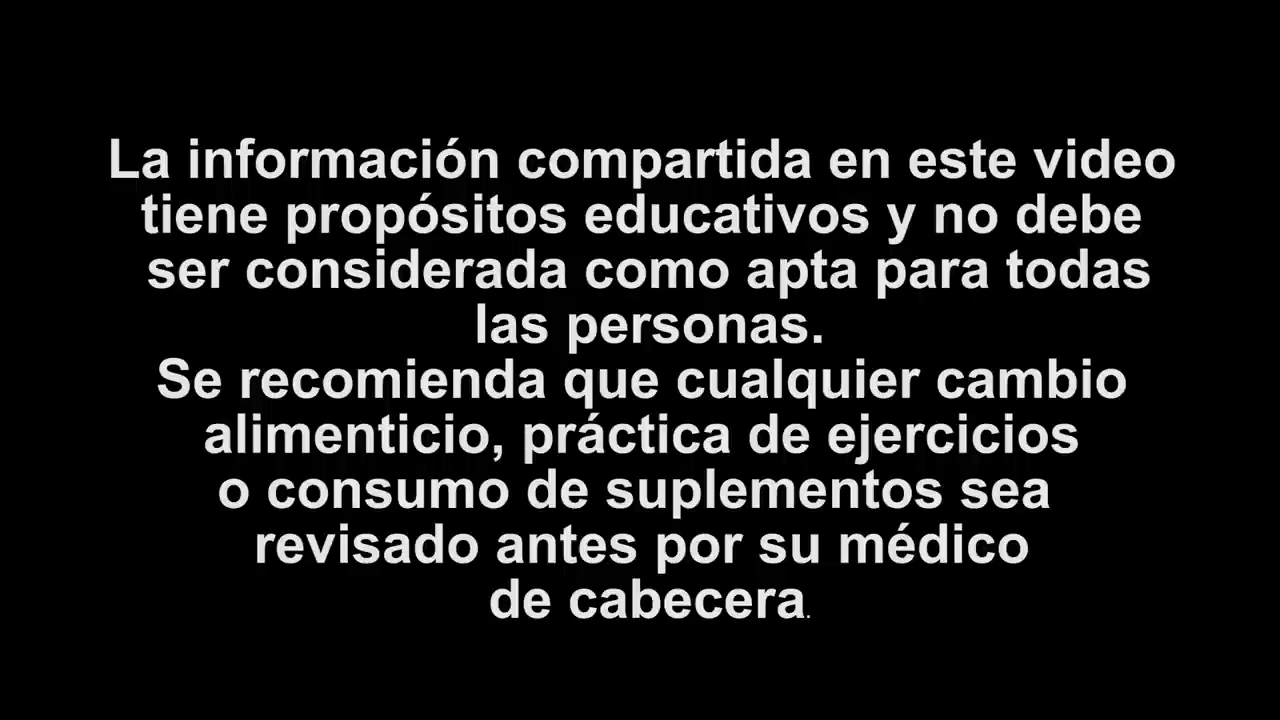 La información compartida en este video
tiene propósitos educativos y no debe
ser considerada como apta para todas
las personas.
Se recomienda que cualquier cambio
alimenticio, práctica de ejercicios
o consumo de suplementos sea
revisado antes por su médico
de cabecera.